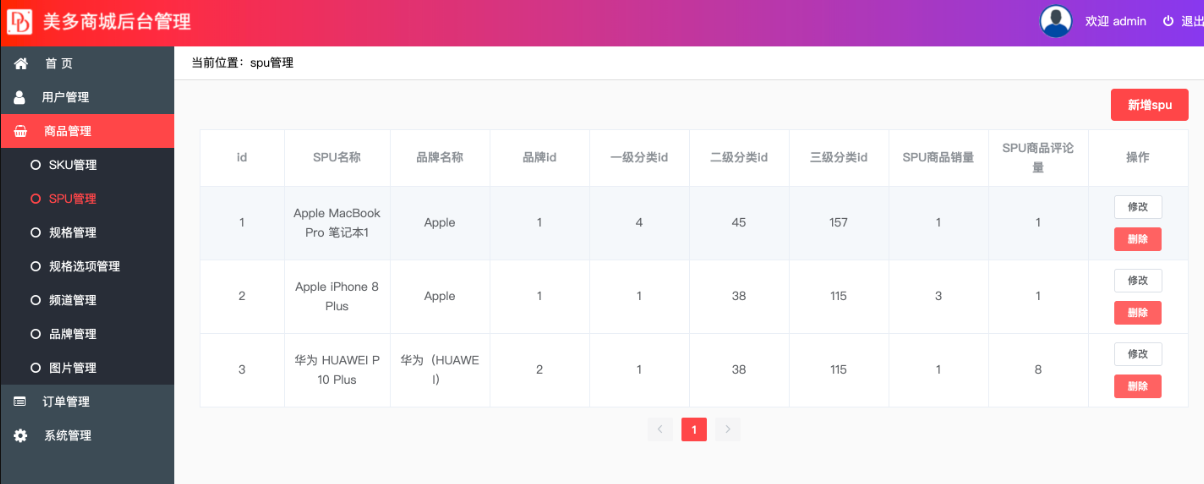 美多商城后台管理
欢迎 admin
退出
首 页
用户管理
商品管理
SKU管理
SPU管理
规格管理
规格选项管理
频道管理
品牌管理
图片管理
订单管理
系统管理
当前位置：spu管理
新增spu
id SPU名称 品牌名称 品牌id 一级分类id 二级分类id 三级分类id SPU商品销量 SPU商品评论
量 操作
1 Apple MacBook
Pro 笔记本1 Apple 1 4 45 157 1 1
修改
删除
2 Apple iPhone 8
Plus Apple 1 1 38 115 3 1
修改
删除
3 华为 HUAWEI P
10 Plus 华为（HUAWE
I） 2 1 38 115 1 8
修改
删除
1